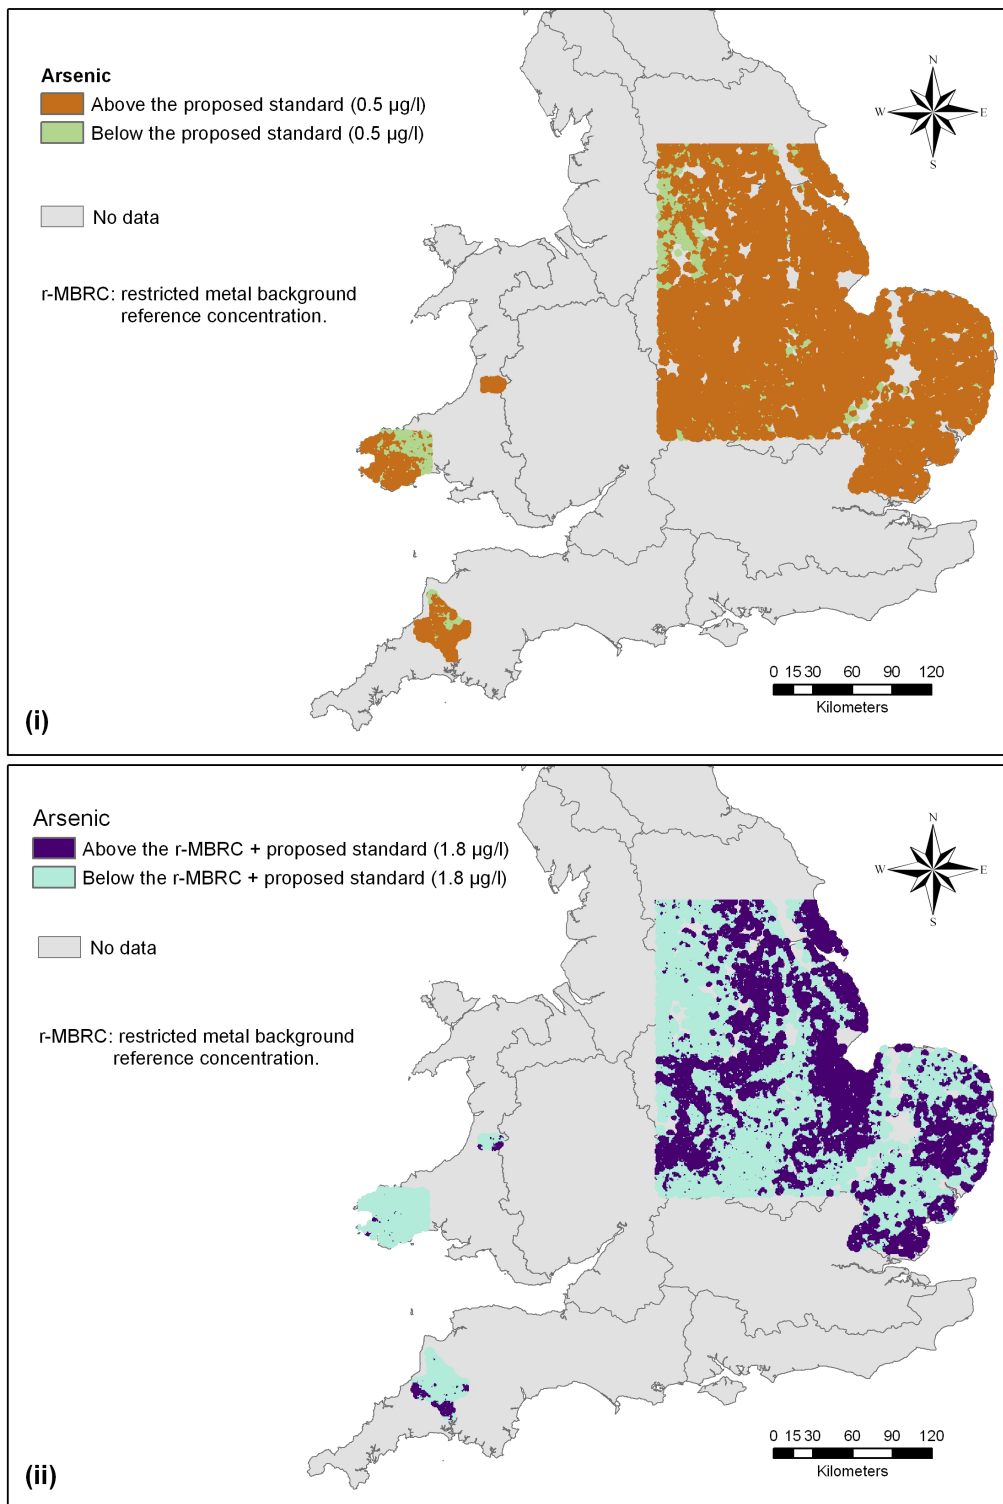 Arsenic
Above the proposed standard (0.5 µg/l)
Below the proposed standard (0.5 µg/l)
No data
r-MBRC: restricted metal background
reference concentration.
N
W
E
S
0 15 30 60 90 120
Kilometers
(i)
Arsenic
Above the r-MBRC + proposed standard (1.8 µg/l)
Below the r-MBRC + proposed standard (1.8 µg/l)
No data
r-MBRC: restricted metal background
reference concentration.
N
W
E
S
0 15 30 60 90 120
Kilometers
(ii)